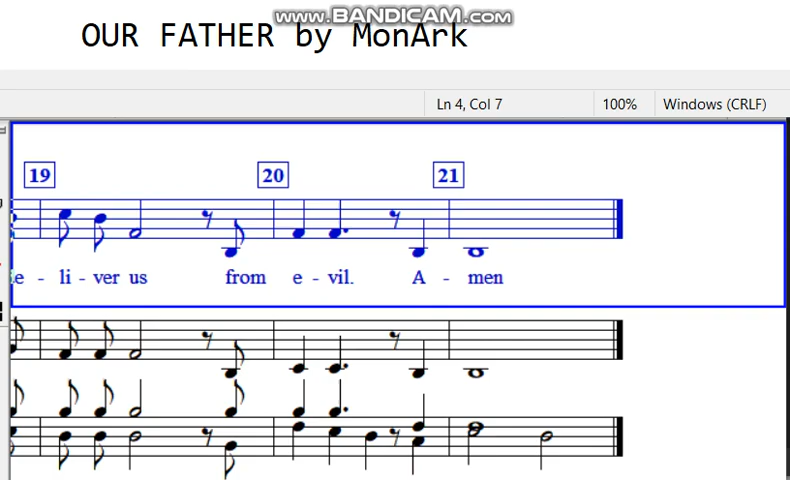 www.BANDICAM.com
OUR FATHER by MonArk
Ln 4, Col 7 100% Windows (CRLF)
19 20 21
e - li - ver us from e - vil. A - men